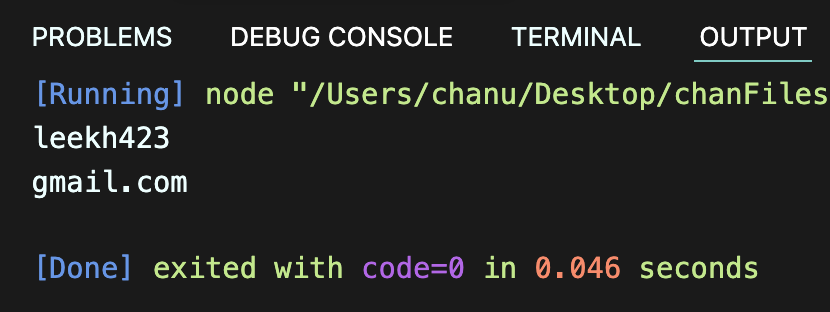 PROBLEMS DEBUG CONSOLE TERMINAL OUTPUT
[Running] node "/Users/chanu/Desktop/chanFiles
leekh423
gmail.com
[Done] exited with code=0 in 0.046 seconds